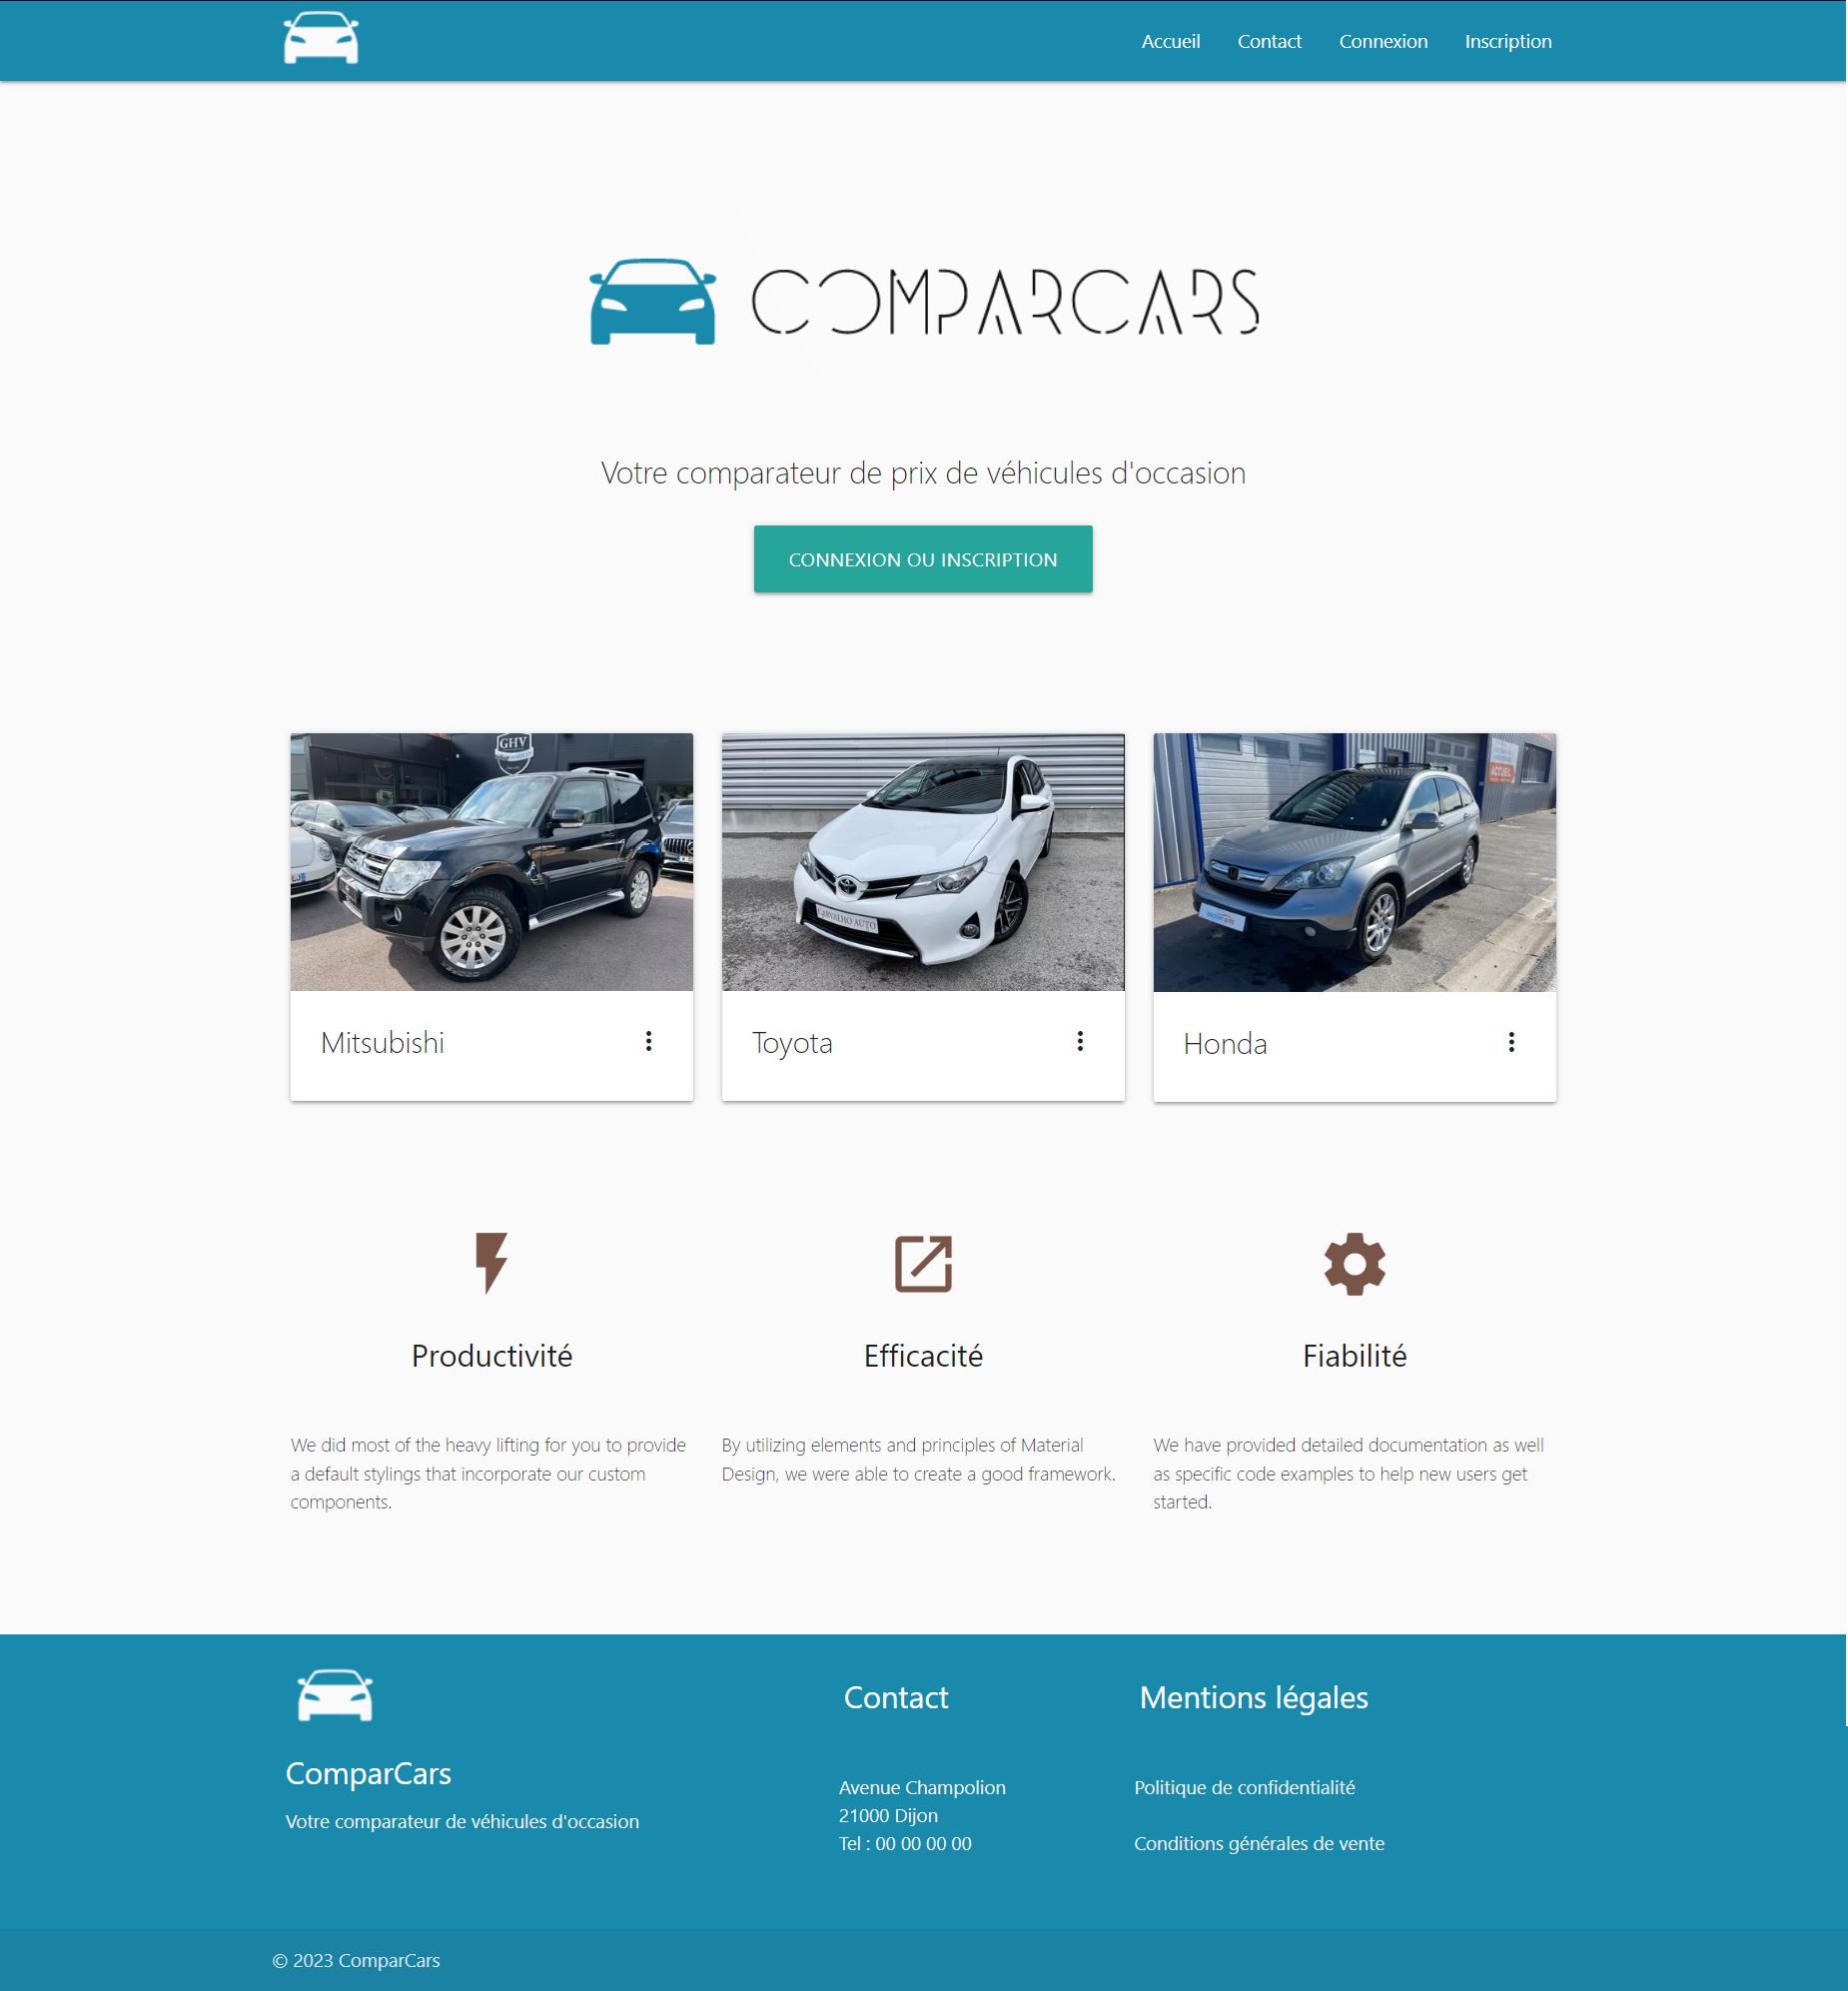 Accueil Contact Connexion Inscription
COMPARCARS
Votre comparateur de prix de véhicules d'occasion
CONNEXION OU INSCRIPTION
GHV
CARVALHO AUTO
ACCUEIL
Mitsubishi
Toyota
Honda
Productivité
Efficacité
Fiabilité
We did most of the heavy lifting for you to provide
a default stylings that incorporate our custom
components.
By utilizing elements and principles of Material
Design, we were able to create a good framework.
We have provided detailed documentation as well
as specific code examples to help new users get
started.
ComparCars
Votre comparateur de véhicules d'occasion
Contact
Avenue Champolion
21000 Dijon
Tel : 00 00 00 00
Mentions légales
Politique de confidentialité
Conditions générales de vente
© 2023 ComparCars